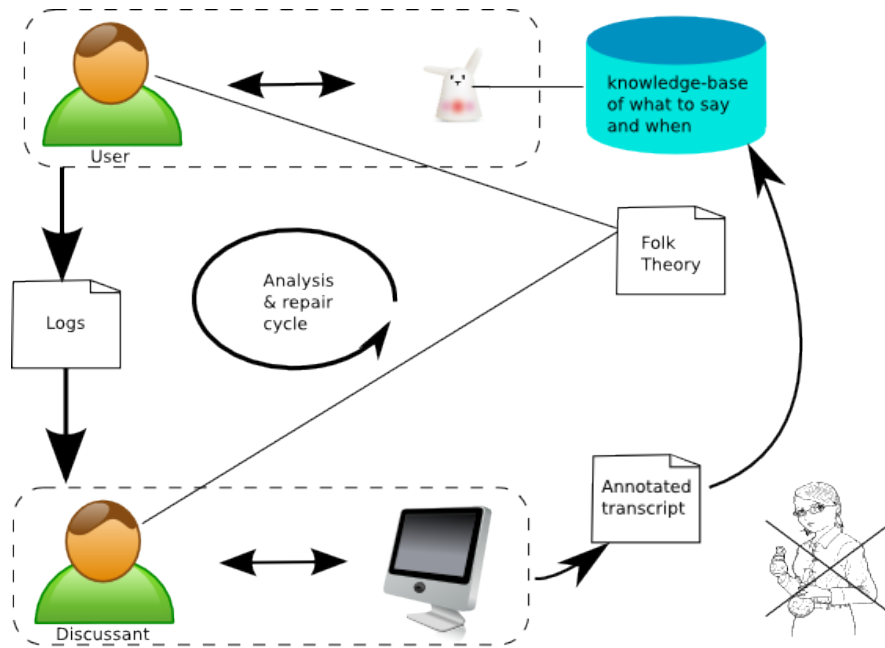 knowledge-base
of what to say
and when
User
Folk
Theory
Analysis
& repair
cycle
Logs
Annotated
transcript
Discussant